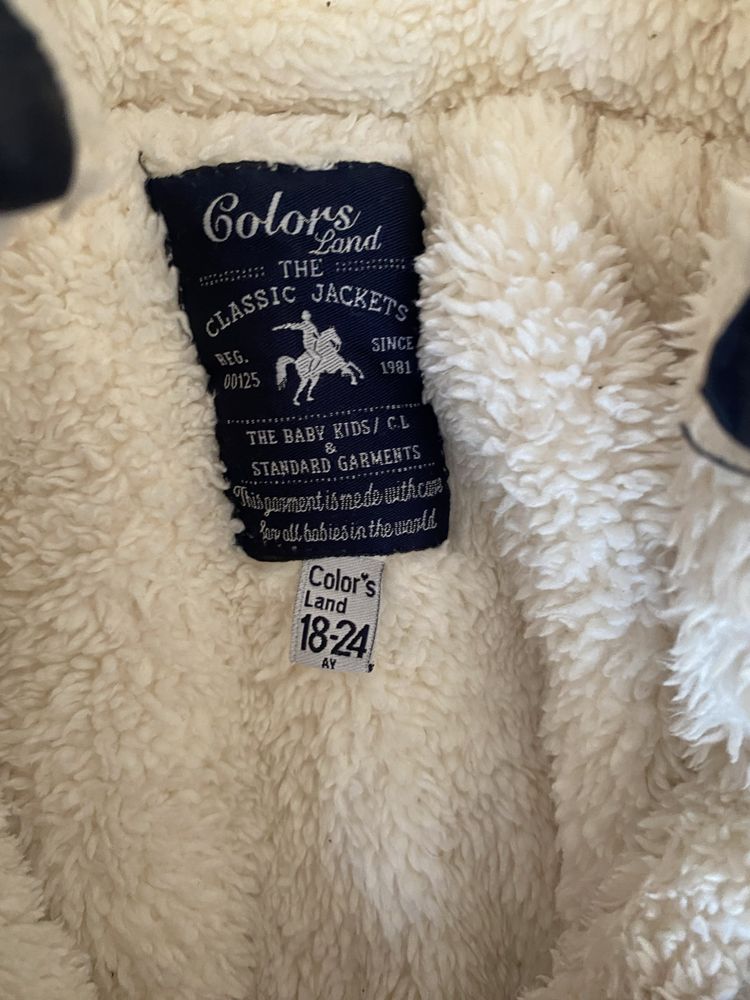 Colors
Land
THE
CLASSIC JACKETS
REG. 00125
SINCE 1981
THE BABY KIDS/ C.L
&
STANDARD GARMENTS
This garment is mede with care
for all babies in the world
Color's
Land
18-24
AY